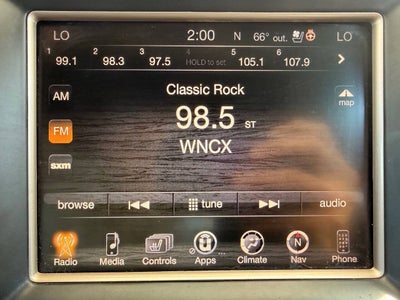 LO 2:00 N 66° out. LO
1 2 3 4 5 6
99.1 98.3 97.5 HOLD to set 105.1 107.9
AM
Classic Rock
map
98.5 ST
FM
WNCX
sxm
browse tune audio
Radio Media Controls Apps Climate Nav Phone